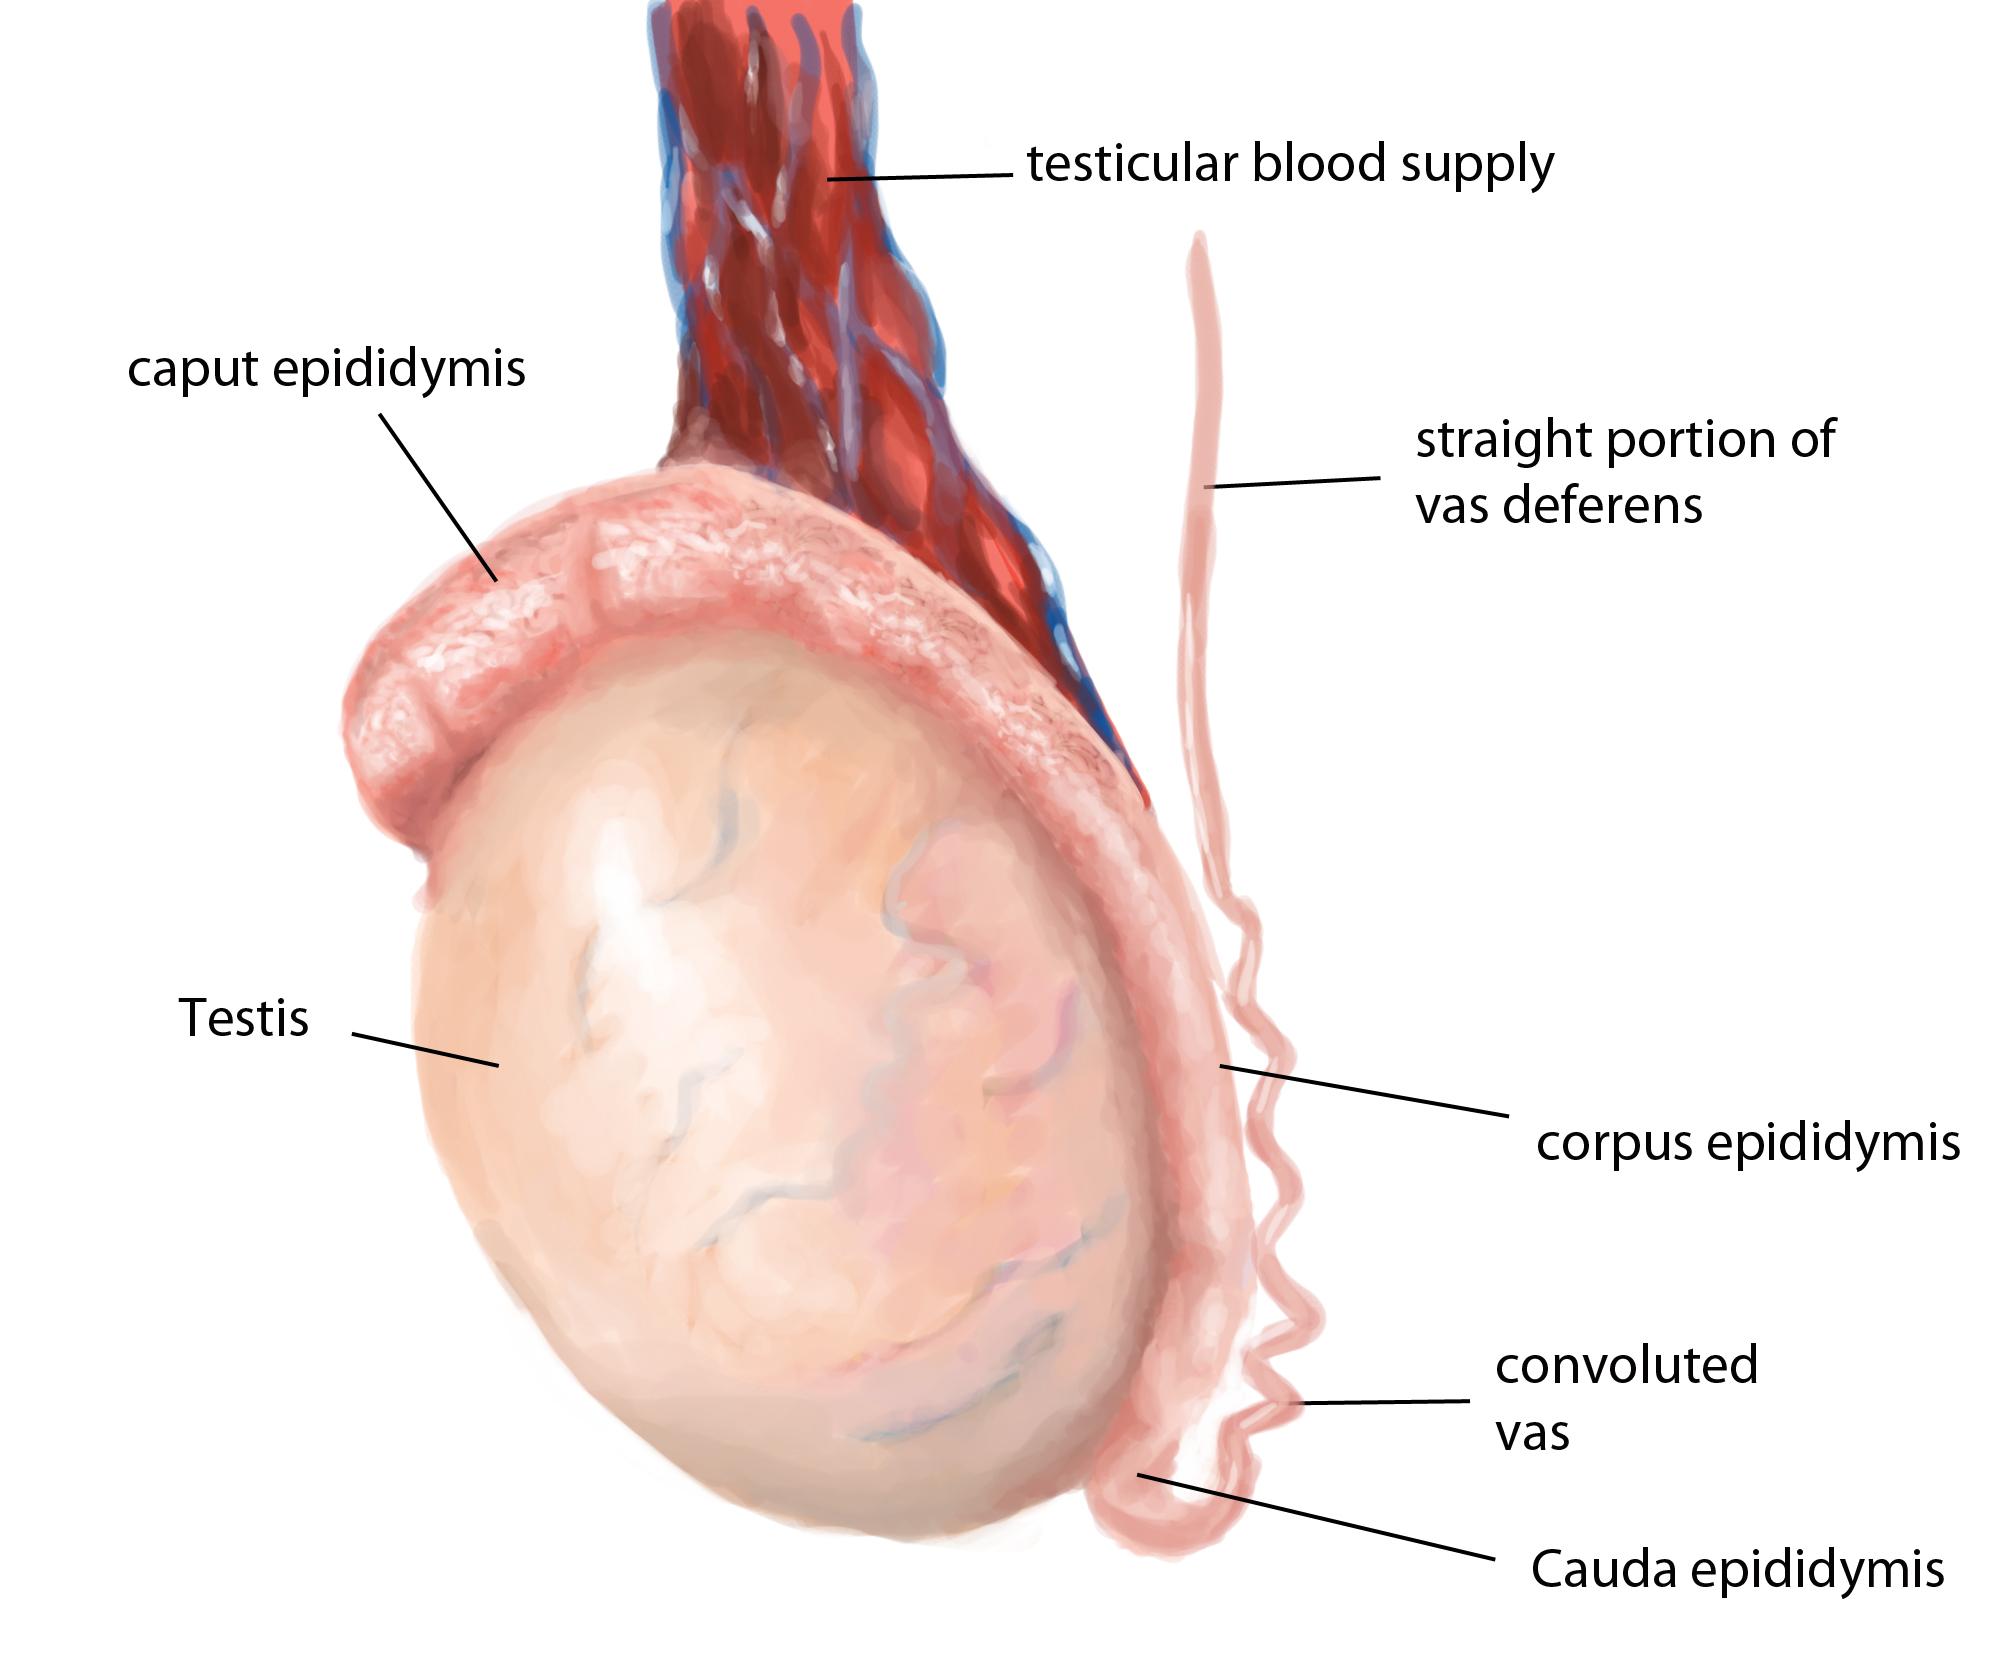 testicular blood supply
caput epididymis
straight portion of
vas deferens
Testis
corpus epididymis
convoluted
vas
Cauda epididymis